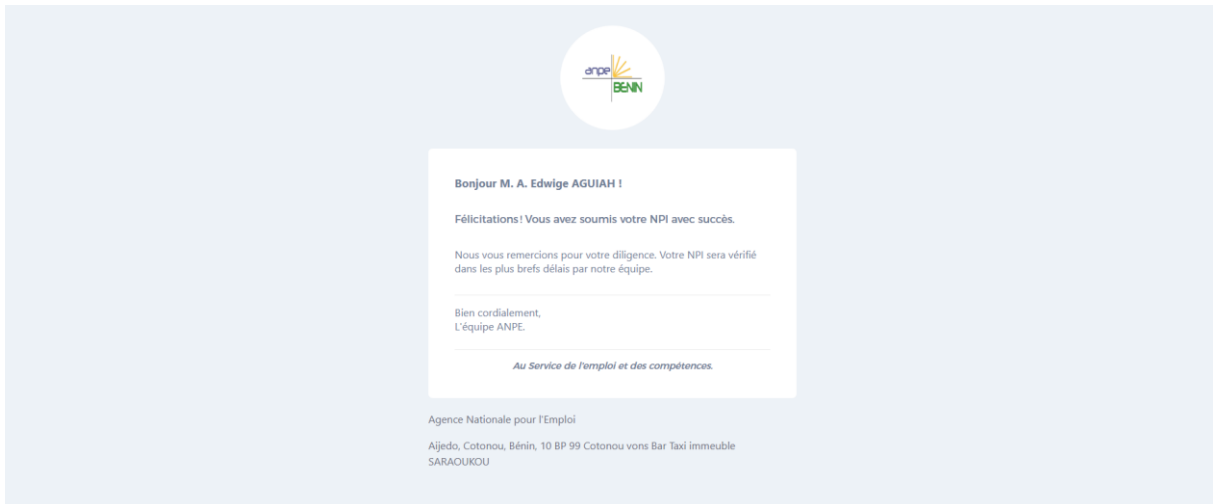 anpe
BENIN
Bonjour M. A. Edwige AGUIAH !
Félicitations! Vous avez soumis votre NPI avec succès.
Nous vous remercions pour votre diligence. Votre NPI sera vérifié
dans les plus brefs délais par notre équipe.
Bien cordialement,
L'équipe ANPE.
Au Service de l'emploi et des compétences.
Agence Nationale pour l'Emploi
Aïjedo, Cotonou, Bénin, 10 BP 99 Cotonou vons Bar Taxi immeuble
SARAOUKOU